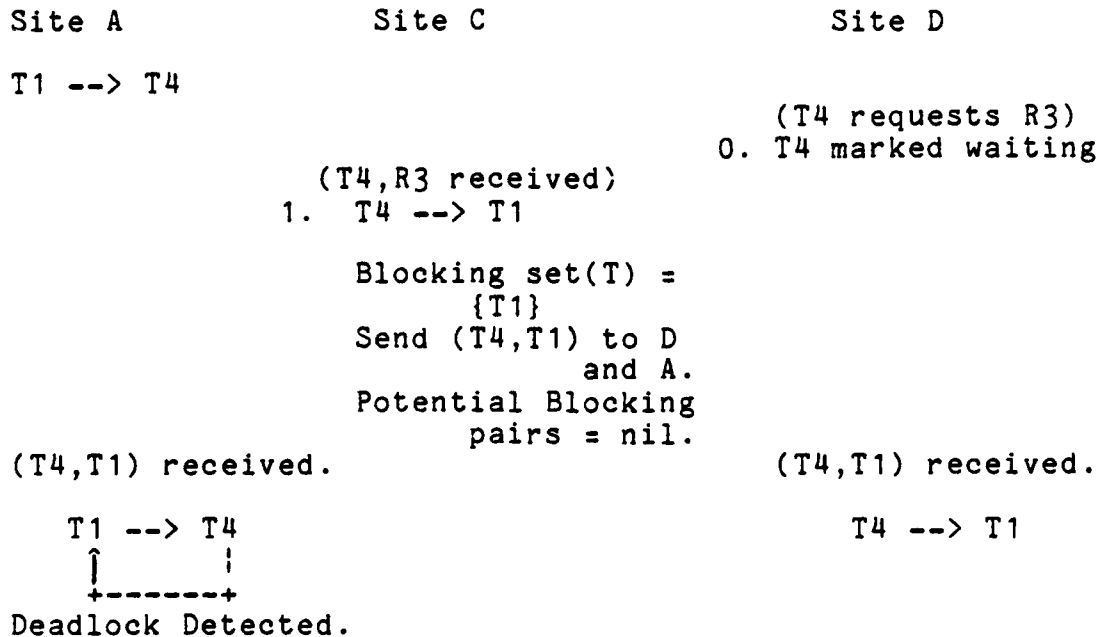 Site A Site C Site D
T1 --> T4
(T4 requests R3)
0. T4 marked waiting
(T4,R3 received)
1. T4 --> T1
Blocking set(T) =
{T1}
Send (T4,T1) to D
and A.
Potential Blocking
pairs = nil.
(T4,T1) received. (T4,T1) received.
T1 --> T4 T4 --> T1
Deadlock Detected.